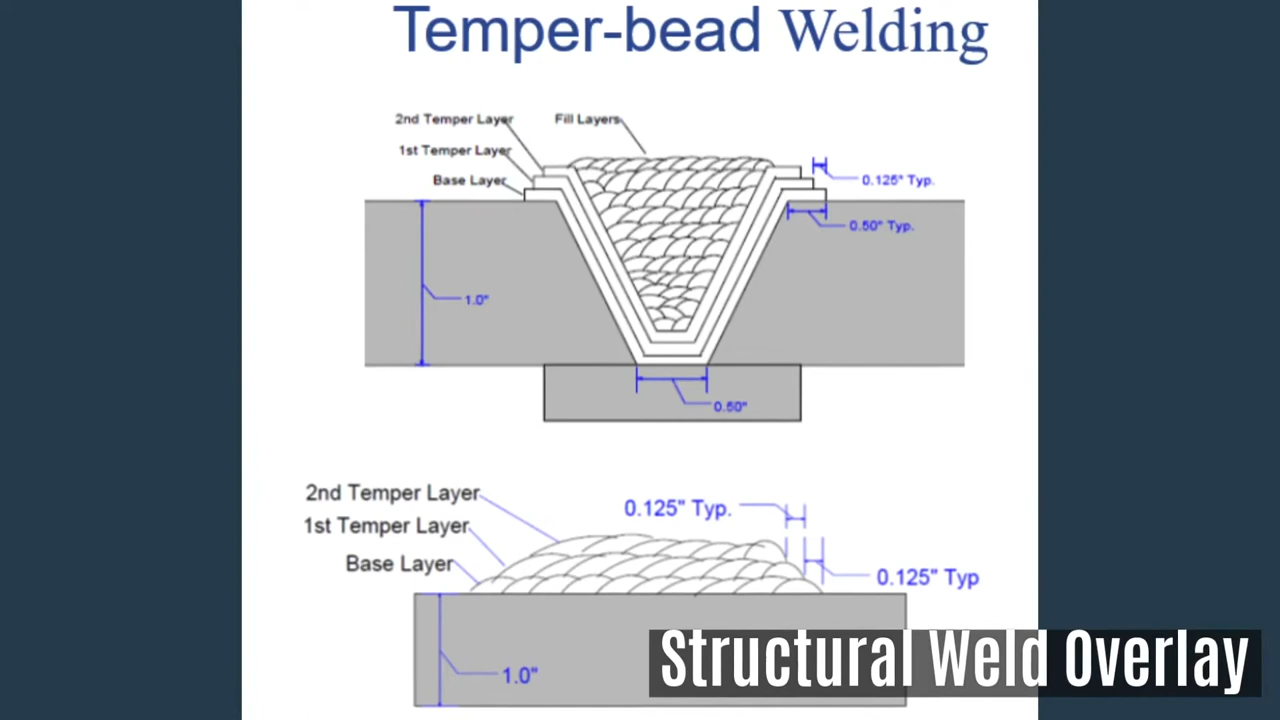 Temper-bead Welding
2nd Temper Layer
Fill Layers
1st Temper Layer
Base Layer
0.125" Typ.
0.50" Typ.
1.0"
0.50"
2nd Temper Layer
0.125" Typ.
1st Temper Layer
Base Layer
0.125" Typ
1.0"
Structural Weld Overlay